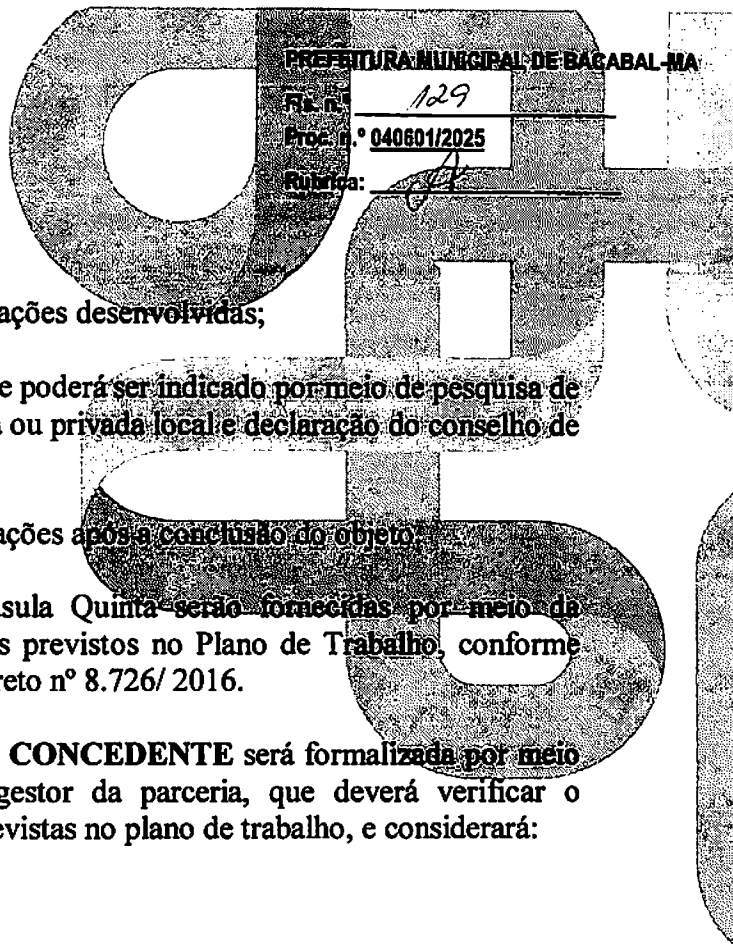 PREFEITURA MUNICIPAL DE BACABAL-MA
Fls. n.º 129
Proc. n.º 040601/2025
Rubrica:
ações desenvolvidas;
e poderá ser indicado por meio de pesquisa de
a ou privada local e declaração do conselho de
ações após a conclusão do objeto;
usula Quinta serão fornecidas por meio da
s previstos no Plano de Trabalho, conforme
reto nº 8.726/ 2016.
CONCEDENTE será formalizada por meio
gestor da parceria, que deverá verificar o
evistas no plano de trabalho, e considerará: